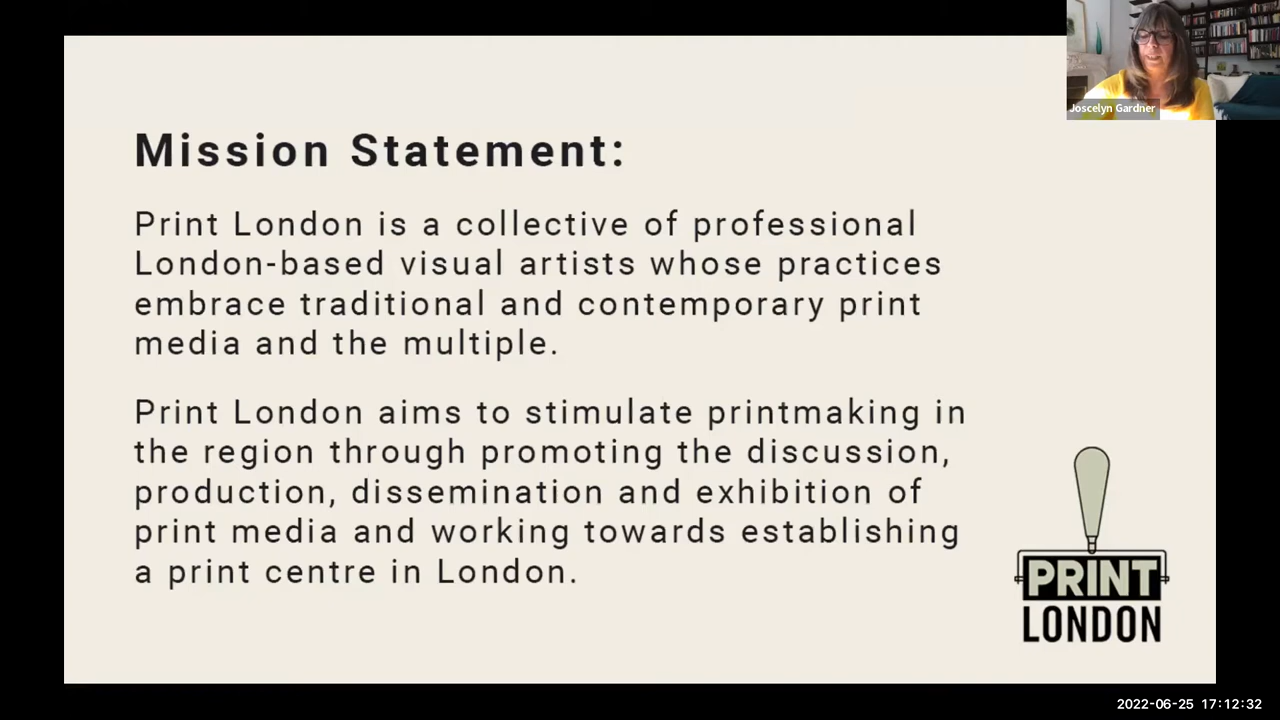 Joscelyn Gardner
Mission Statement:
Print London is a collective of professional
London-based visual artists whose practices
embrace traditional and contemporary print
media and the multiple.
Print London aims to stimulate printmaking in
the region through promoting the discussion,
production, dissemination and exhibition of
print media and working towards establishing
a print centre in London.
PRINT
LONDON
2022-06-25 17:12:32